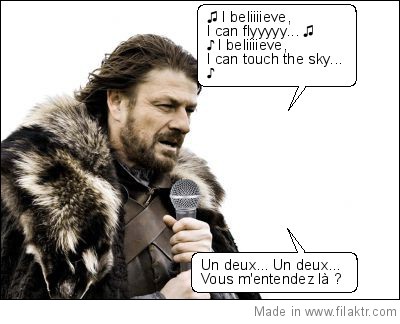 ♫ I beliiiieve,
I can flyyyyy... ♫
♪ I beliiiieve,
I can touch the sky...
♪
Un deux... Un deux...
Vous m'entendez là ?
Made in www.filaktr.com